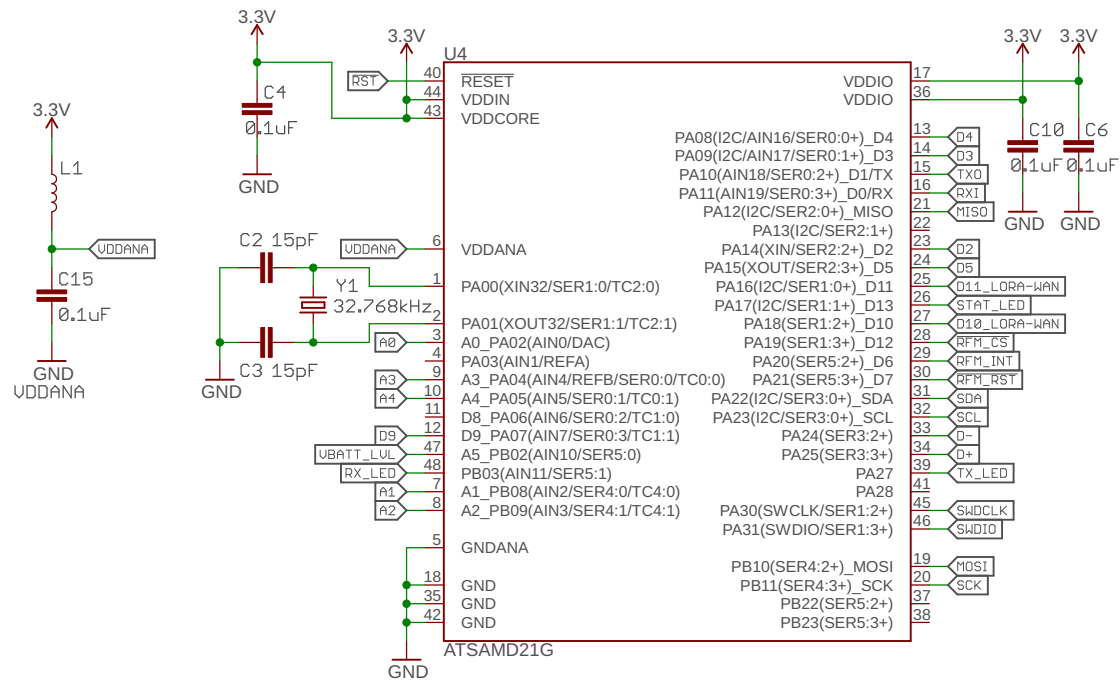 3.3V
3.3V
3.3V
3.3V
3.3V
U4
RST
40
RESET
44
VDDIN
43
VDDCORE
C4
0.1uF
GND
L1
VDDANA
C15
0.1uF
GND
VDDANA
C2 15pF
Y1
32.768kHz
C3 15pF
GND
VDDANA
6
VDDANA
1
PA00(XIN32/SER1:0/TC2:0)
2
PA01(XOUT32/SER1:1/TC2:1)
A0
3
A0_PA02(AIN0/DAC)
4
PA03(AIN1/REFA)
A3
9
A3_PA04(AIN4/REFB/SER0:0/TC0:0)
A4
10
A4_PA05(AIN5/SER0:1/TC0:1)
11
D8_PA06(AIN6/SER0:2/TC1:0)
D9
12
D9_PA07(AIN7/SER0:3/TC1:1)
VBATT_LVL
47
A5_PB02(AIN10/SER5:0)
RX_LED
48
PB03(AIN11/SER5:1)
A1
7
A1_PB08(AIN2/SER4:0/TC4:0)
A2
8
A2_PB09(AIN3/SER4:1/TC4:1)
5
GNDANA
18
GND
35
GND
42
GND
GND
ATSAMD21G
VDDIO
17
VDDIO
36
PA08(I2C/AIN16/SER0:0+)_D4
13
D4
PA09(I2C/AIN17/SER0:1+)_D3
14
D3
PA10(AIN18/SER0:2+)_D1/TX
15
TXO
PA11(AIN19/SER0:3+)_D0/RX
16
RXI
PA12(I2C/SER2:0+)_MISO
21
MISO
PA13(I2C/SER2:1+)
22
PA14(XIN/SER2:2+)_D2
23
D2
PA15(XOUT/SER2:3+)_D5
24
D5
PA16(I2C/SER1:0+)_D11
25
D11_LORA-WAN
PA17(I2C/SER1:1+)_D13
26
STAT_LED
PA18(SER1:2+)_D10
27
D10_LORA-WAN
PA19(SER1:3+)_D12
28
RFM_CS
PA20(SER5:2+)_D6
29
RFM_INT
PA21(SER5:3+)_D7
30
RFM_RST
PA22(I2C/SER3:0+)_SDA
31
SDA
PA23(I2C/SER3:0+)_SCL
32
SCL
PA24(SER3:2+)
33
D-
PA25(SER3:3+)
34
D+
PA27
39
TX_LED
PA28
41
PA30(SWCLK/SER1:2+)
45
SWDCLK
PA31(SWDIO/SER1:3+)
46
SWDIO
PB10(SER4:2+)_MOSI
19
MOSI
PB11(SER4:3+)_SCK
20
SCK
PB22(SER5:2+)
37
PB23(SER5:3+)
38
C10
0.1uF
GND
C6
0.1uF
GND